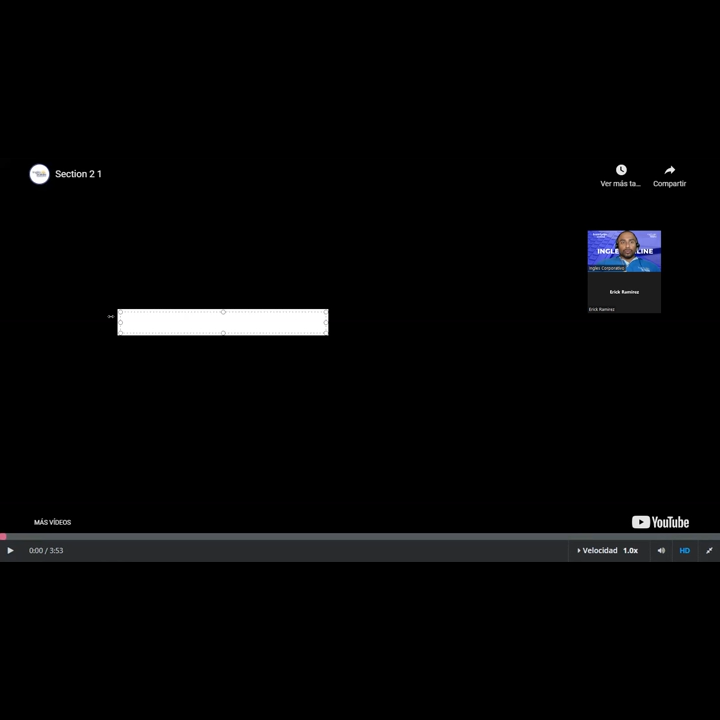 Section 2 1
Ver más ta...
Compartir
INGLE LINE
Ingles Corporativo
Erick Ramirez
Erick Ramirez
MÁS VÍDEOS
YouTube
0:00 / 3:53
Velocidad 1.0x
HD